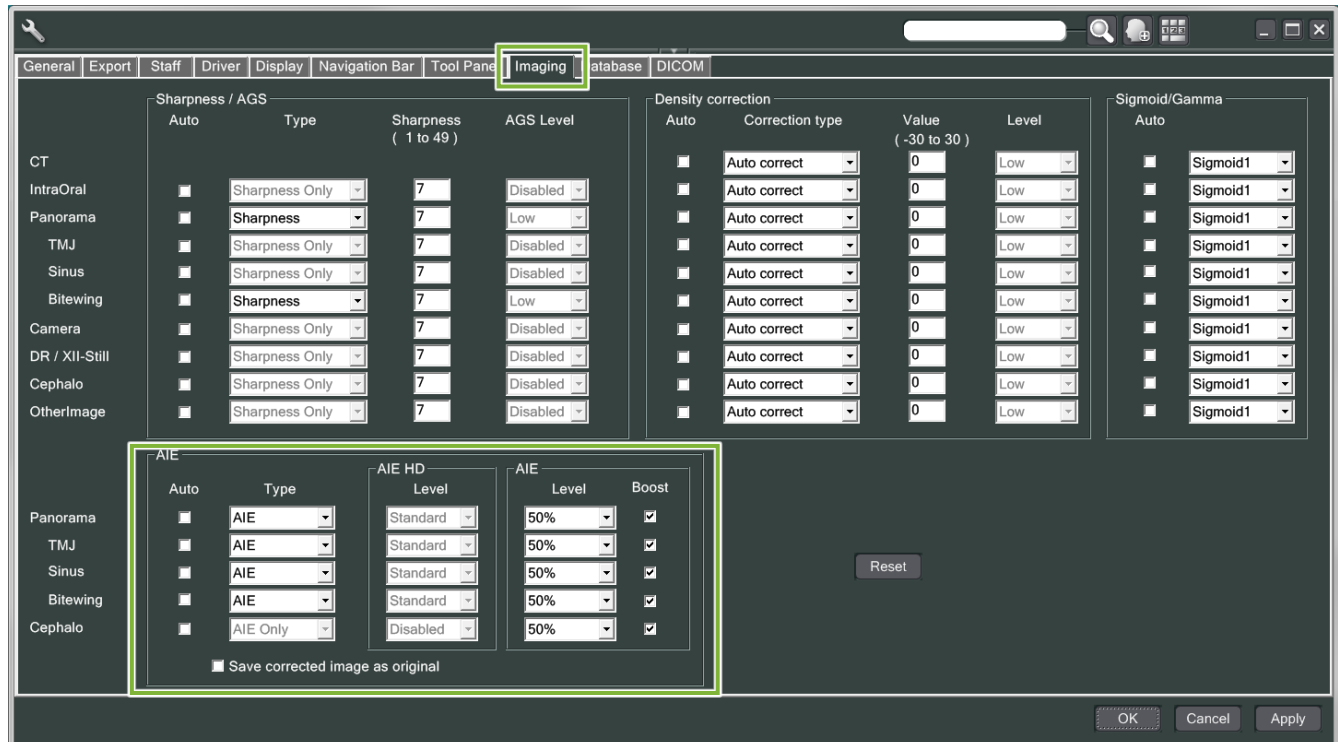 General Export Staff Driver Display Navigation Bar Tool Pane Imaging atabase DICOM
Sharpness / AGS Density correction Sigmoid/Gamma
Auto Type Sharpness AGS Level Auto Correction type Value Level Auto
( 1 to 49 ) ( -30 to 30 )
CT Auto correct 0 Low Sigmoid1
IntraOral Sharpness Only 7 Disabled Auto correct 0 Low Sigmoid1
Panorama Sharpness 7 Low Auto correct 0 Low Sigmoid1
TMJ Sharpness Only 7 Disabled Auto correct 0 Low Sigmoid1
Sinus Sharpness Only 7 Disabled Auto correct 0 Low Sigmoid1
Bitewing Sharpness 7 Low Auto correct 0 Low Sigmoid1
Camera Sharpness Only 7 Disabled Auto correct 0 Low Sigmoid1
DR / XII-Still Sharpness Only 7 Disabled Auto correct 0 Low Sigmoid1
Cephalo Sharpness Only 7 Disabled Auto correct 0 Low Sigmoid1
OtherImage Sharpness Only 7 Disabled Auto correct 0 Low Sigmoid1
AIE
AIE HD AIE
Auto Type Level Level Boost
Panorama AIE Standard 50%
TMJ AIE Standard 50%
Sinus AIE Standard 50% Reset
Bitewing AIE Standard 50%
Cephalo AIE Only Disabled 50%
Save corrected image as original
OK Cancel Apply